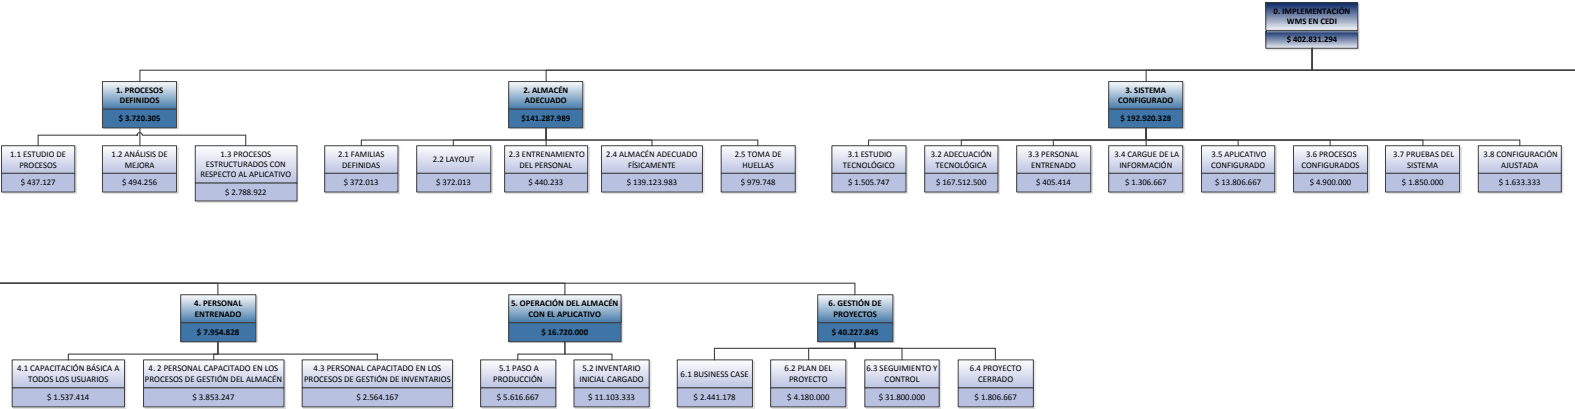 0. IMPLEMENTACIÓN
WMS EN CEDI
$ 402.831.294
1. PROCESOS
DEFINIDOS
$ 3.720.305
2. ALMACÉN
ADECUADO
$141.287.989
3. SISTEMA
CONFIGURADO
$ 192.920.328
1.1 ESTUDIO DE
PROCESOS
$ 437.127
1.2 ANÁLISIS DE
MEJORA
$ 494.256
1.3 PROCESOS
ESTRUCTURADOS CON
RESPECTO AL APLICATIVO
$ 2.788.922
2.1 FAMILIAS
DEFINIDAS
$ 372.013
2.2 LAYOUT
$ 372.013
2.3 ENTRENAMIENTO
DEL PERSONAL
$ 440.233
2.4 ALMACÉN ADECUADO
FÍSICAMENTE
$ 139.123.983
2.5 TOMA DE
HUELLAS
$ 979.748
3.1 ESTUDIO
TECNOLÓGICO
$ 1.505.747
3.2 ADECUACIÓN
TECNOLÓGICA
$ 167.512.500
3.3 PERSONAL
ENTRENADO
$ 405.414
3.4 CARGUE DE LA
INFORMACIÓN
$ 1.306.667
3.5 APLICATIVO
CONFIGURADO
$ 13.806.667
3.6 PROCESOS
CONFIGURADOS
$ 4.900.000
3.7 PRUEBAS DEL
SISTEMA
$ 1.850.000
3.8 CONFIGURACIÓN
AJUSTADA
$ 1.633.333
4. PERSONAL
ENTRENADO
$ 7.954.828
5. OPERACIÓN DEL ALMACÉN
CON EL APLICATIVO
$ 16.720.000
6. GESTIÓN DE
PROYECTOS
$ 40.227.845
4.1 CAPACITACIÓN BÁSICA A
TODOS LOS USUARIOS
$ 1.537.414
4. 2 PERSONAL CAPACITADO EN LOS
PROCESOS DE GESTIÓN DEL ALMACÉN
$ 3.853.247
4.3 PERSONAL CAPACITADO EN LOS
PROCESOS DE GESTIÓN DE INVENTARIOS
$ 2.564.167
5.1 PASO A
PRODUCCIÓN
$ 5.616.667
5.2 INVENTARIO
INICIAL CARGADO
$ 11.103.333
6.1 BUSINESS CASE
$ 2.441.178
6.2 PLAN DEL
PROYECTO
$ 4.180.000
6.3 SEGUIMIENTO Y
CONTROL
$ 31.800.000
6.4 PROYECTO
CERRADO
$ 1.806.667